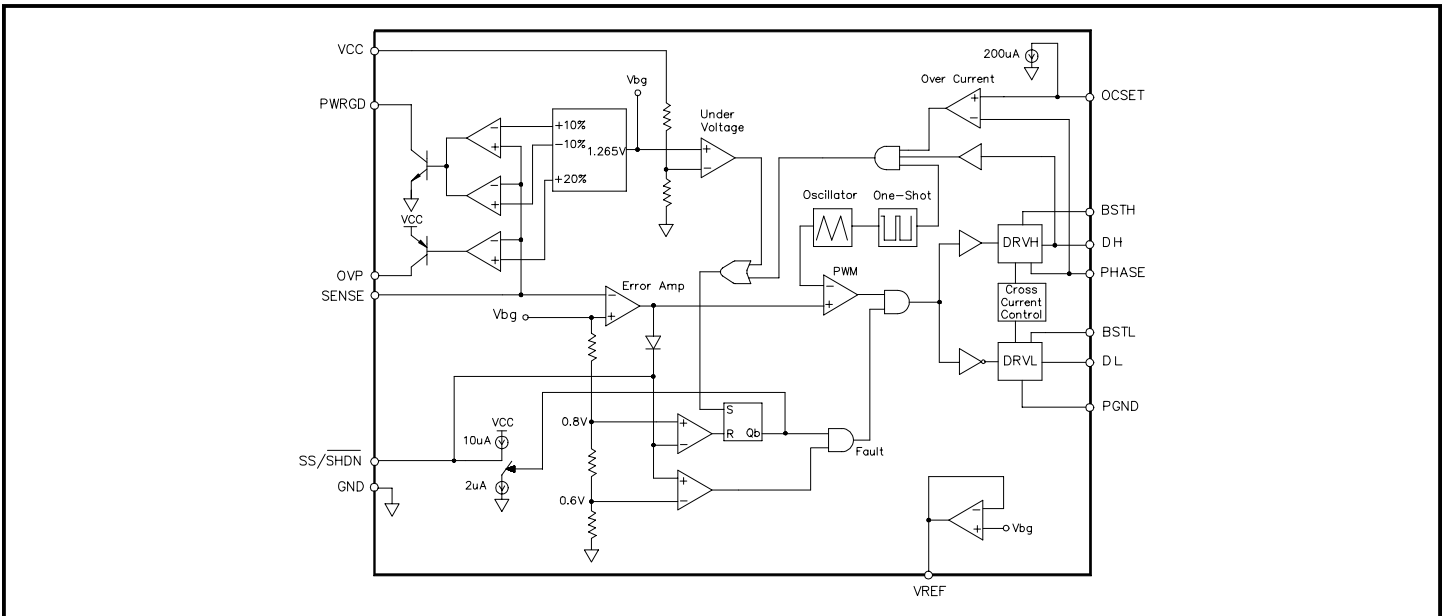 VCC
200uA
Vbg
Over Current
OCSET
PWRGD
+
-
Under
Voltage
+10%
-10%
1.265V
+20%
-
+
-
+
-
+
+
-
VCC
Oscillator
One-Shot
BSTH
DRVH
DH
OVP
PHASE
SENSE
Error Amp
PWM
Cross
Current
Control
Vbg
-
+
-
+
BSTL
DRVL
DL
PGND
S
R
Qb
0.8V
+
-
Fault
VCC
10uA
SS/SHDN
2uA
GND
0.6V
+
-
-
+
Vbg
VREF